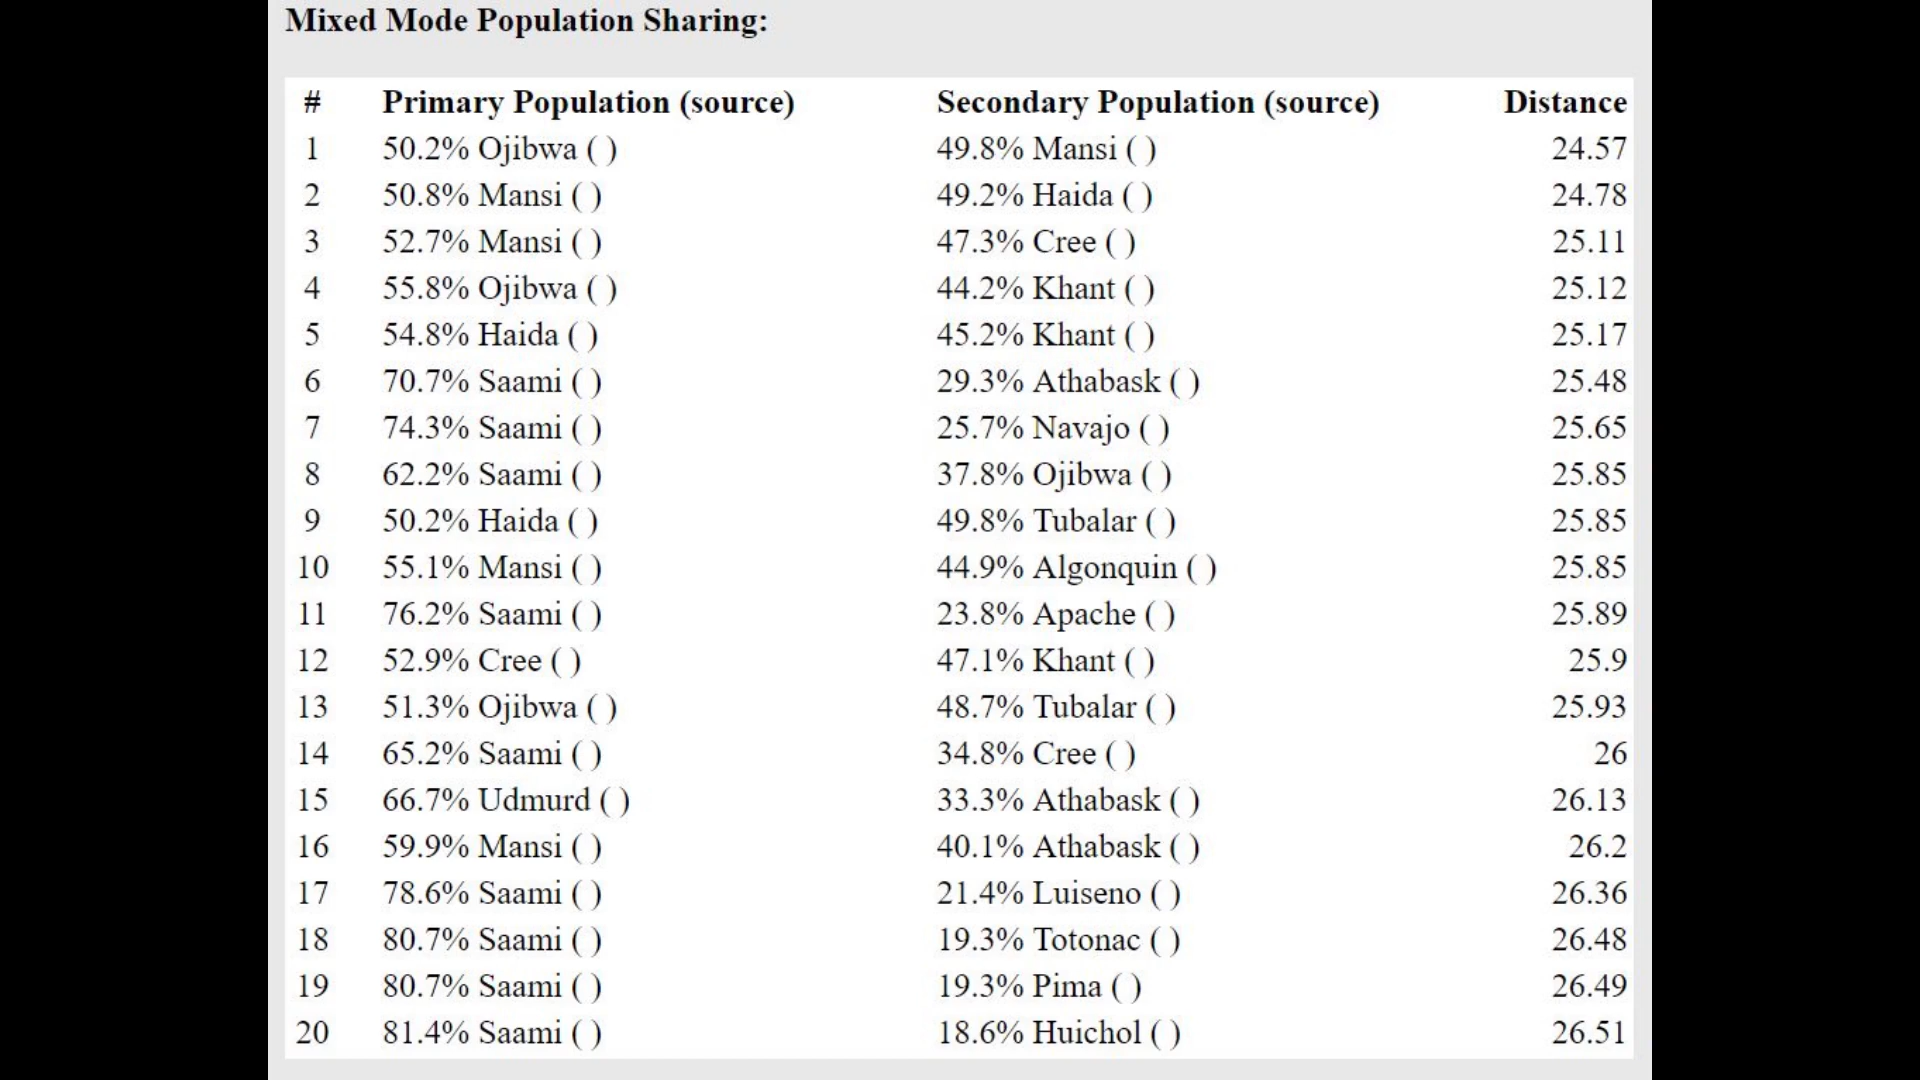 Mixed Mode Population Sharing:
# Primary Population (source) Secondary Population (source) Distance
1 50.2% Ojibwa ( ) 49.8% Mansi ( ) 24.57
2 50.8% Mansi ( ) 49.2% Haida ( ) 24.78
3 52.7% Mansi ( ) 47.3% Cree ( ) 25.11
4 55.8% Ojibwa ( ) 44.2% Khant ( ) 25.12
5 54.8% Haida ( ) 45.2% Khant ( ) 25.17
6 70.7% Saami ( ) 29.3% Athabask ( ) 25.48
7 74.3% Saami ( ) 25.7% Navajo ( ) 25.65
8 62.2% Saami ( ) 37.8% Ojibwa ( ) 25.85
9 50.2% Haida ( ) 49.8% Tubalar ( ) 25.85
10 55.1% Mansi ( ) 44.9% Algonquin ( ) 25.85
11 76.2% Saami ( ) 23.8% Apache ( ) 25.89
12 52.9% Cree ( ) 47.1% Khant ( ) 25.9
13 51.3% Ojibwa ( ) 48.7% Tubalar ( ) 25.93
14 65.2% Saami ( ) 34.8% Cree ( ) 26
15 66.7% Udmurd ( ) 33.3% Athabask ( ) 26.13
16 59.9% Mansi ( ) 40.1% Athabask ( ) 26.2
17 78.6% Saami ( ) 21.4% Luiseno ( ) 26.36
18 80.7% Saami ( ) 19.3% Totonac ( ) 26.48
19 80.7% Saami ( ) 19.3% Pima ( ) 26.49
20 81.4% Saami ( ) 18.6% Huichol ( ) 26.51